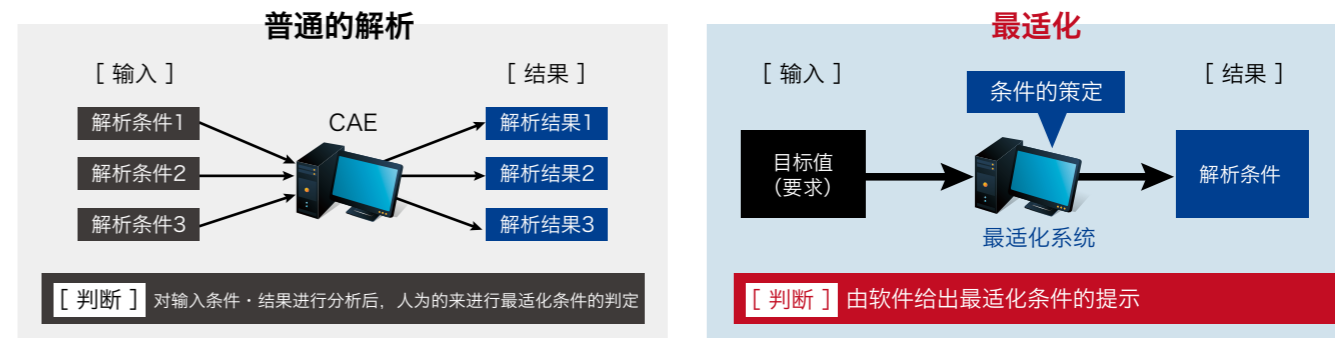 普通的解析
[ 输入 ]
[ 结果 ]
解析条件1
解析条件2
解析条件3
CAE
解析结果1
解析结果2
解析结果3
[ 判断 ] 对输入条件・结果进行分析后，人为的来进行最适化条件的判定
最适化
[ 输入 ]
[ 结果 ]
条件的策定
目标值
（要求）
解析条件
最适化系统
[ 判断 ] 由软件给出最适化条件的提示